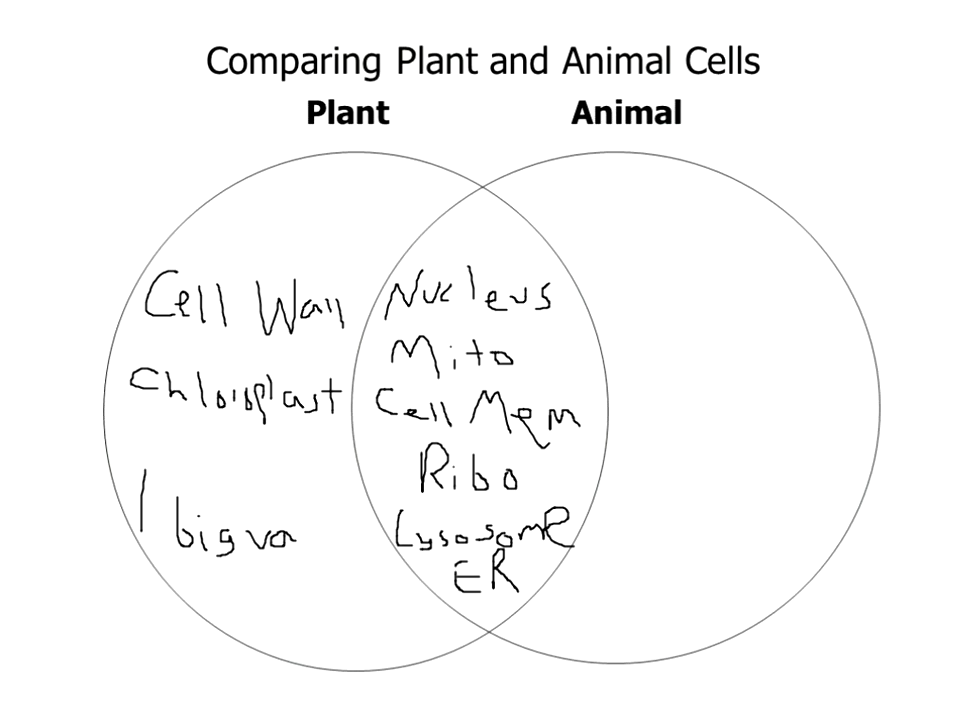 Comparing Plant and Animal Cells
Plant Animal
Cell Wall
Chloroplast
1 big va
Nucleus
Mito
Cell Mem
Ribo
Lysosome
ER